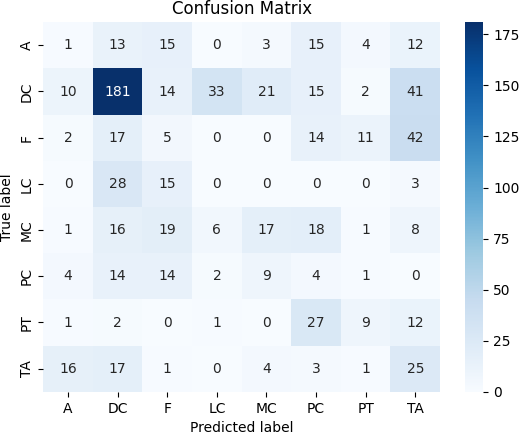 Confusion Matrix
A 1 13 15 0 3 15 4 12
DC 10 181 14 33 21 15 2 41
F 2 17 5 0 0 14 11 42
LC 0 28 15 0 0 0 0 3
MC 1 16 19 6 17 18 1 8
PC 4 14 14 2 9 4 1 0
PT 1 2 0 1 0 27 9 12
TA 16 17 1 0 4 3 1 25
A DC F LC MC PC PT TA
Predicted label
True label
175
150
125
100
75
50
25
0